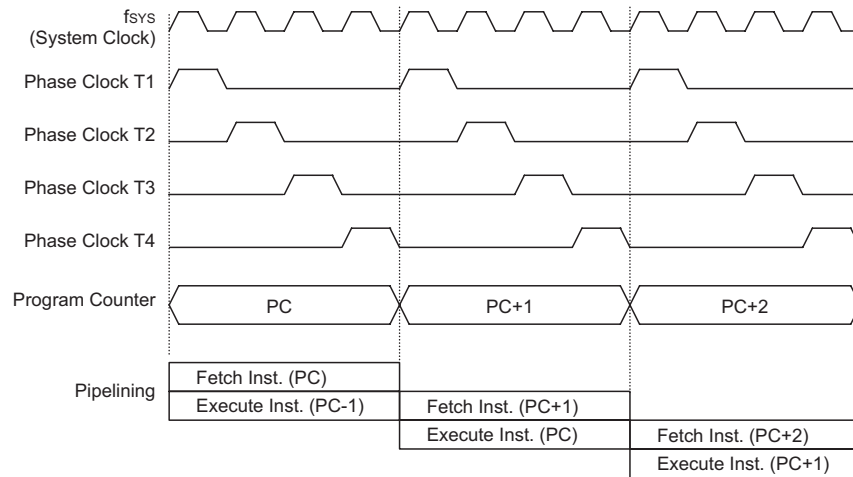 fSYS
(System Clock)
Phase Clock T1
Phase Clock T2
Phase Clock T3
Phase Clock T4
Program Counter
PC
PC+1
PC+2
Pipelining
Fetch Inst. (PC)
Execute Inst. (PC-1)
Fetch Inst. (PC+1)
Execute Inst. (PC)
Fetch Inst. (PC+2)
Execute Inst. (PC+1)